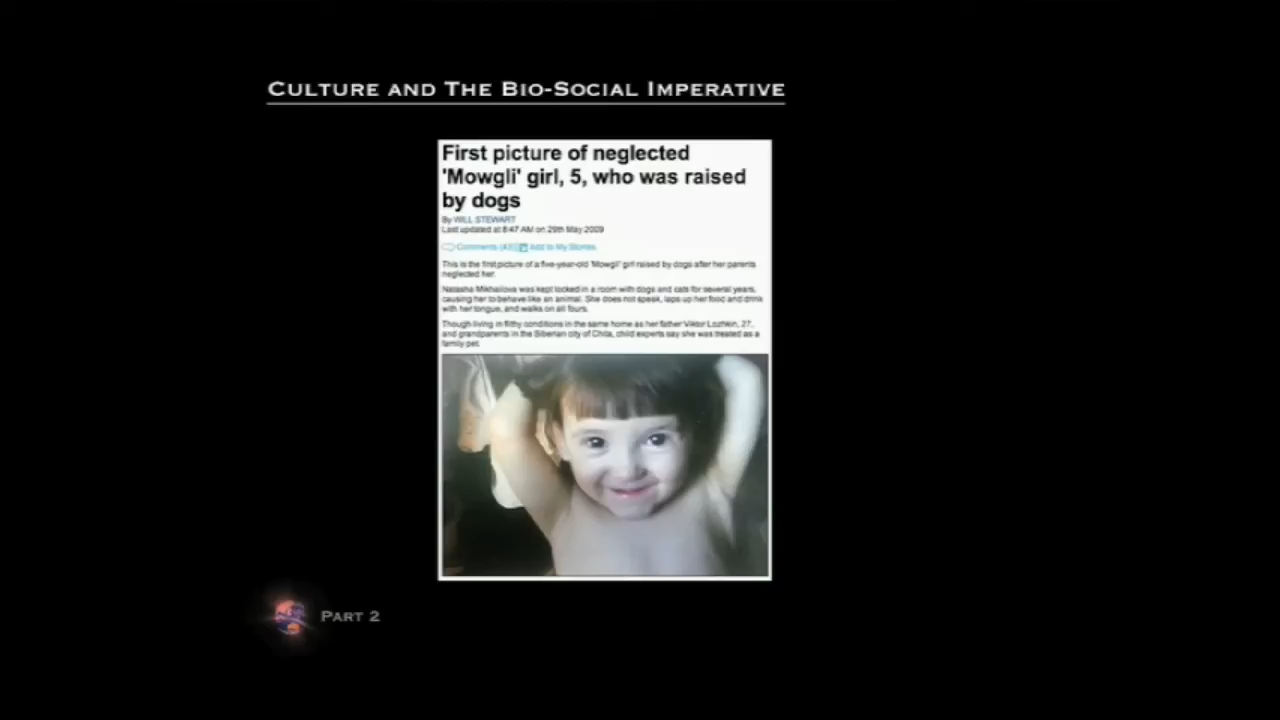 CULTURE AND THE BIO-SOCIAL IMPERATIVE
First picture of neglected
'Mowgli' girl, 5, who was raised
by dogs
By WILL STEWART
Last updated at 8:47 AM on 29th May 2009
Comments Add to My Stories
This is the first picture of a five-year-old 'Mowgli' girl raised by dogs after her parents
neglected her.
Natasha Mikhailova was kept locked in a room with dogs and cats for several years,
causing her to behave like an animal. She does not speak, laps up her food and drink
with her tongue, and walks on all fours.
Though living in filthy conditions in the same home as her father Viktor Lozhkin, 27,
and grandparents in the Siberian city of Chita, child experts say she was treated as a
family pet.
PART 2